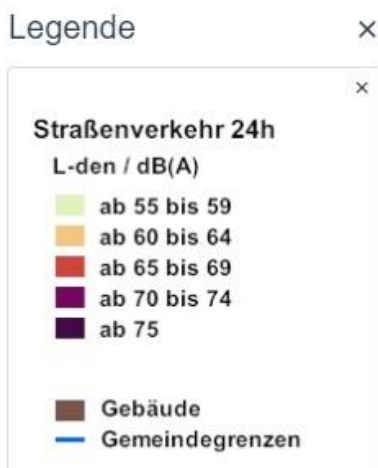 Legende ×
×
Straßenverkehr 24h
L-den / dB(A)
ab 55 bis 59
ab 60 bis 64
ab 65 bis 69
ab 70 bis 74
ab 75
Gebäude
Gemeindegrenzen